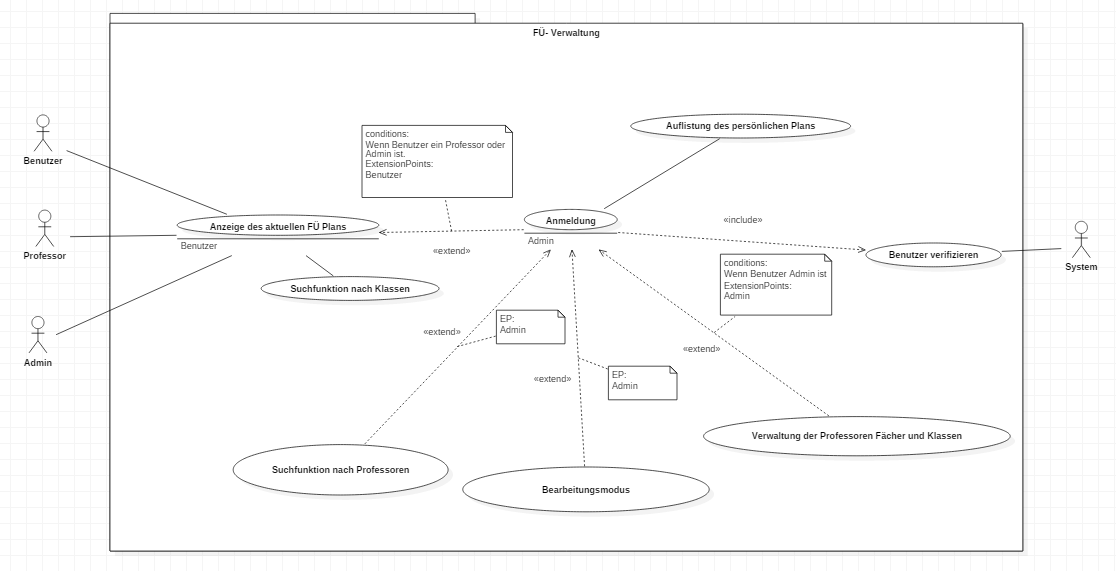 FÜ- Verwaltung
Auflistung des persönlichen Plans
conditions:
Wenn Benutzer ein Professor oder
Admin ist.
ExtensionPoints:
Benutzer
Benutzer
Professor
Admin
Anzeige des aktuellen FÜ Plans
Benutzer
Anmeldung
Admin
«include»
«extend»
Benutzer verifizieren
System
conditions:
Wenn Benutzer Admin ist
ExtensionPoints:
Admin
Suchfunktion nach Klassen
«extend»
EP:
Admin
«extend»
«extend»
EP:
Admin
Verwaltung der Professoren Fächer und Klassen
Suchfunktion nach Professoren
Bearbeitungsmodus